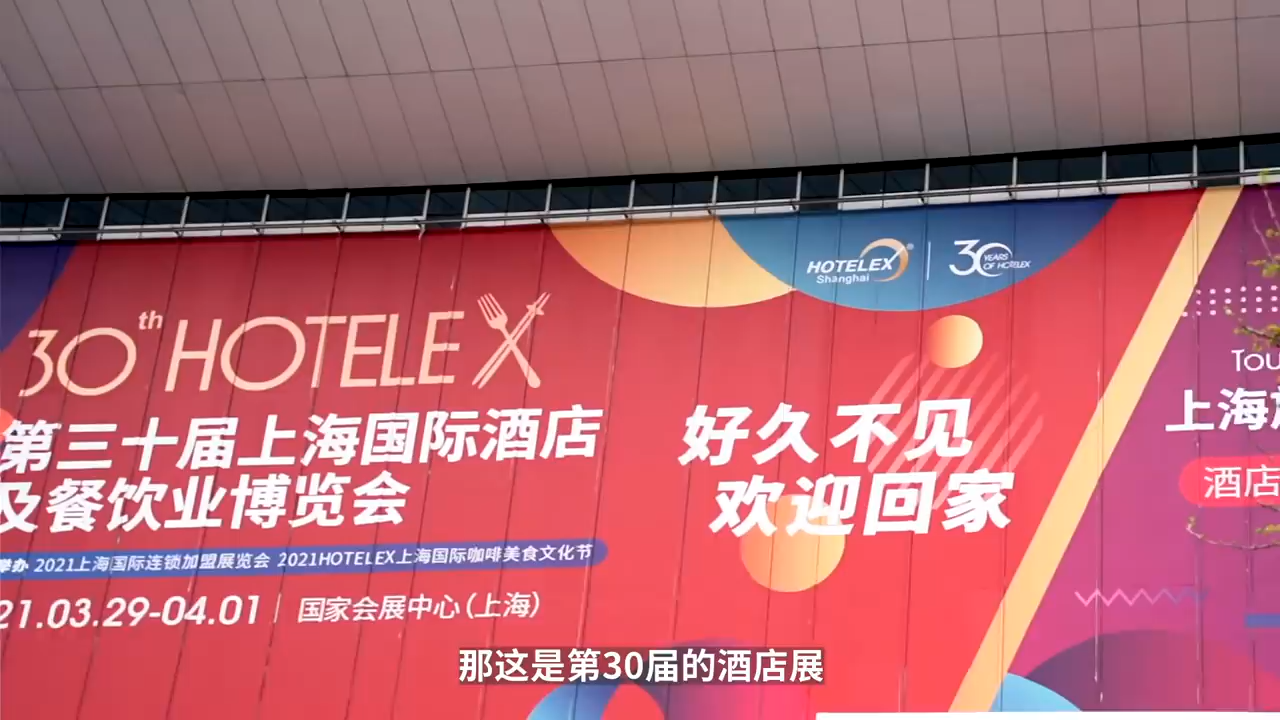 HOTELEX®
Shanghai
30 YEARS OF HOTELEX
30th HOTELEX
第三十届上海国际酒店
及餐饮业博览会
举办 2021上海国际连锁加盟展览会 2021HOTELEX上海国际咖啡美食文化节
21.03.29-04.01 | 国家会展中心(上海)
好久不见
欢迎回家
Tou
上海
酒店
那这是第30届的酒店展